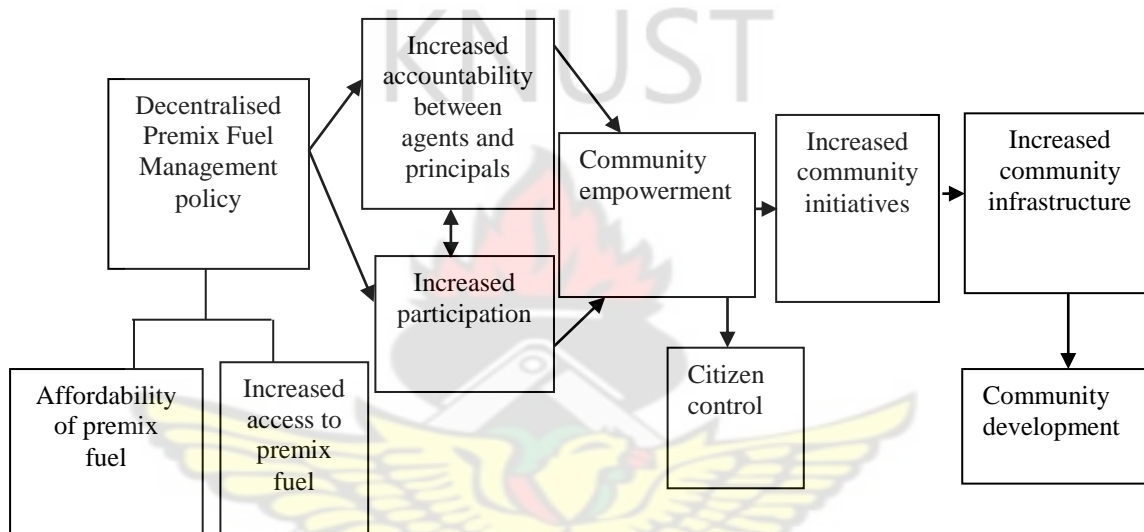 KNUST
Increased
accountability
between
agents and
principals
Decentralised
Premix Fuel
Management
policy
Community
empowerment
Increased
community
initiatives
Increased
community
infrastructure
Increased
participation
Affordability
of premix
fuel
Increased
access to
premix
fuel
Citizen
control
Community
development